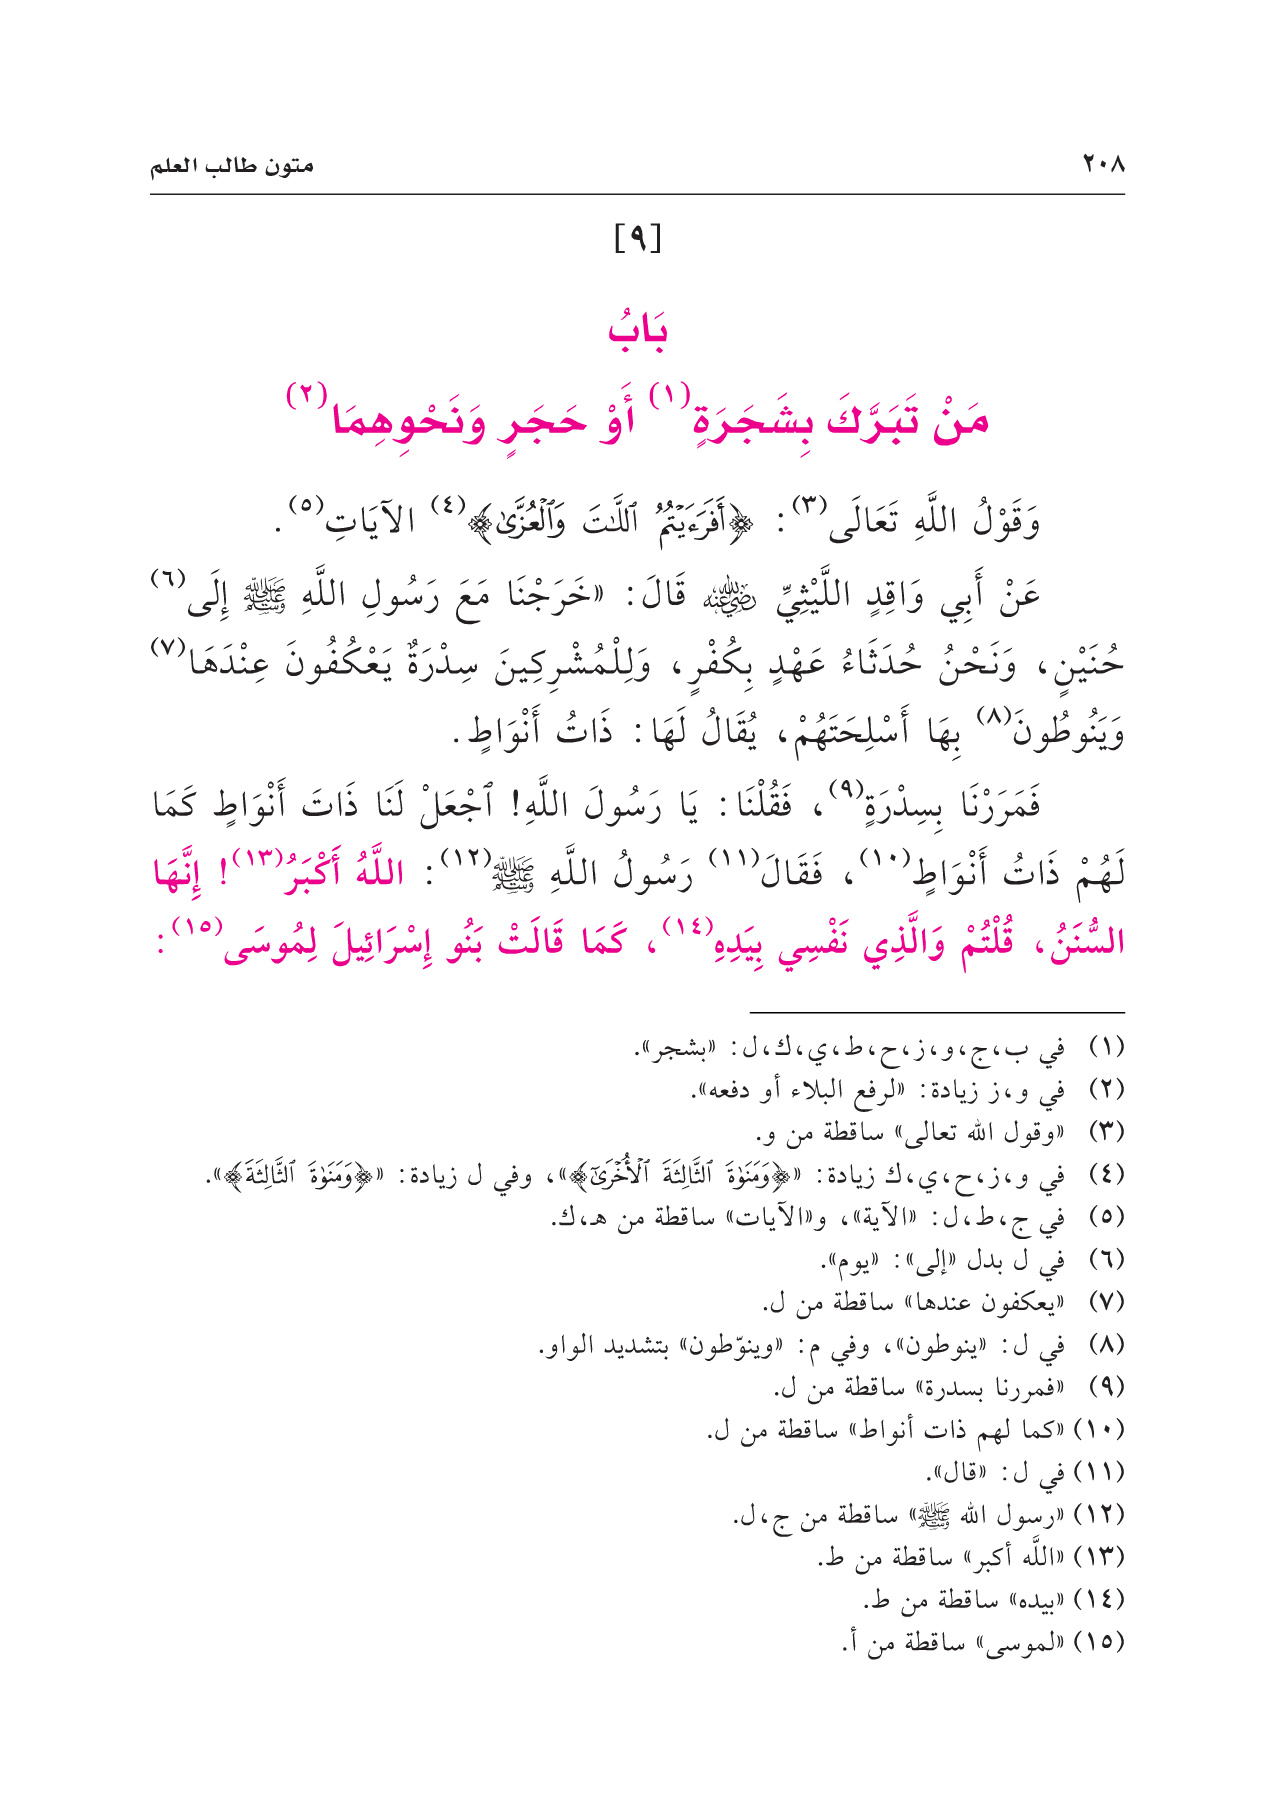 ٢٠٨
متون طالب العلم
[٩]
بَابُ
مَنْ تَبَرَّكَ بِشَجَرَةٍ(١) أَوْ حَجَرٍ وَنَحْوِهِمَا(٢)
وَقَوْلُ اللَّهِ تَعَالَى(٣): ﴿أَفَرَءَيۡتُمُ ٱللَّٰتَ وَٱلۡعُزَّىٰ﴾(٤) الآيَاتِ(٥).
عَنْ أَبِي وَاقِدٍ اللَّيْثِيِّ رضي الله عنه قَالَ: «خَرَجْنَا مَعَ رَسُولِ اللَّهِ ﷺ إِلَى(٦)
حُنَيْنٍ، وَنَحْنُ حُدَثَاءُ عَهْدٍ بِكُفْرٍ، وَلِلْمُشْرِكِينَ سِدْرَةٌ يَعْكُفُونَ عِنْدَهَا(٧)
وَيَنُوطُونَ(٨) بِهَا أَسْلِحَتَهُمْ، يُقَالُ لَهَا: ذَاتُ أَنْوَاطٍ.
فَمَرَرْنَا بِسِدْرَةٍ(٩)، فَقُلْنَا: يَا رَسُولَ اللَّهِ! ٱجْعَلْ لَنَا ذَاتَ أَنْوَاطٍ كَمَا
لَهُمْ ذَاتُ أَنْوَاطٍ(١٠)، فَقَالَ(١١) رَسُولُ اللَّهِ ﷺ(١٢): اللَّهُ أَكْبَرُ(١٣)! إِنَّهَا
السُّنَنُ، قُلْتُمْ وَالَّذِي نَفْسِي بِيَدِهِ(١٤)، كَمَا قَالَتْ بَنُو إِسْرَائِيلَ لِمُوسَى(١٥):
(١) في ب،ج،و،ز،ح،ط،ي،ك،ل: «بشجر».
(٢) في و،ز زيادة: «لرفع البلاء أو دفعه».
(٣) «وقول الله تعالى» ساقطة من و.
(٤) في و،ز،ح،ي،ك زيادة: «﴿وَمَنَوٰةَ ٱلثَّالِثَةَ ٱلۡأُخۡرَىٰٓ﴾»، وفي ل زيادة: «﴿وَمَنَوٰةَ ٱلثَّالِثَةَ﴾».
(٥) في ج،ط،ل: «الآية»، و«الآيات» ساقطة من هـ،ك.
(٦) في ل بدل «إلى»: «يوم».
(٧) «يعكفون عندها» ساقطة من ل.
(٨) في ل: «ينوطون»، وفي م: «وينوّطون» بتشديد الواو.
(٩) «فمررنا بسدرة» ساقطة من ل.
(١٠) «كما لهم ذات أنواط» ساقطة من ل.
(١١) في ل: «قال».
(١٢) «رسول الله ﷺ» ساقطة من ج،ل.
(١٣) «اللَّه أكبر» ساقطة من ط.
(١٤) «بيده» ساقطة من ط.
(١٥) «لموسى» ساقطة من أ.